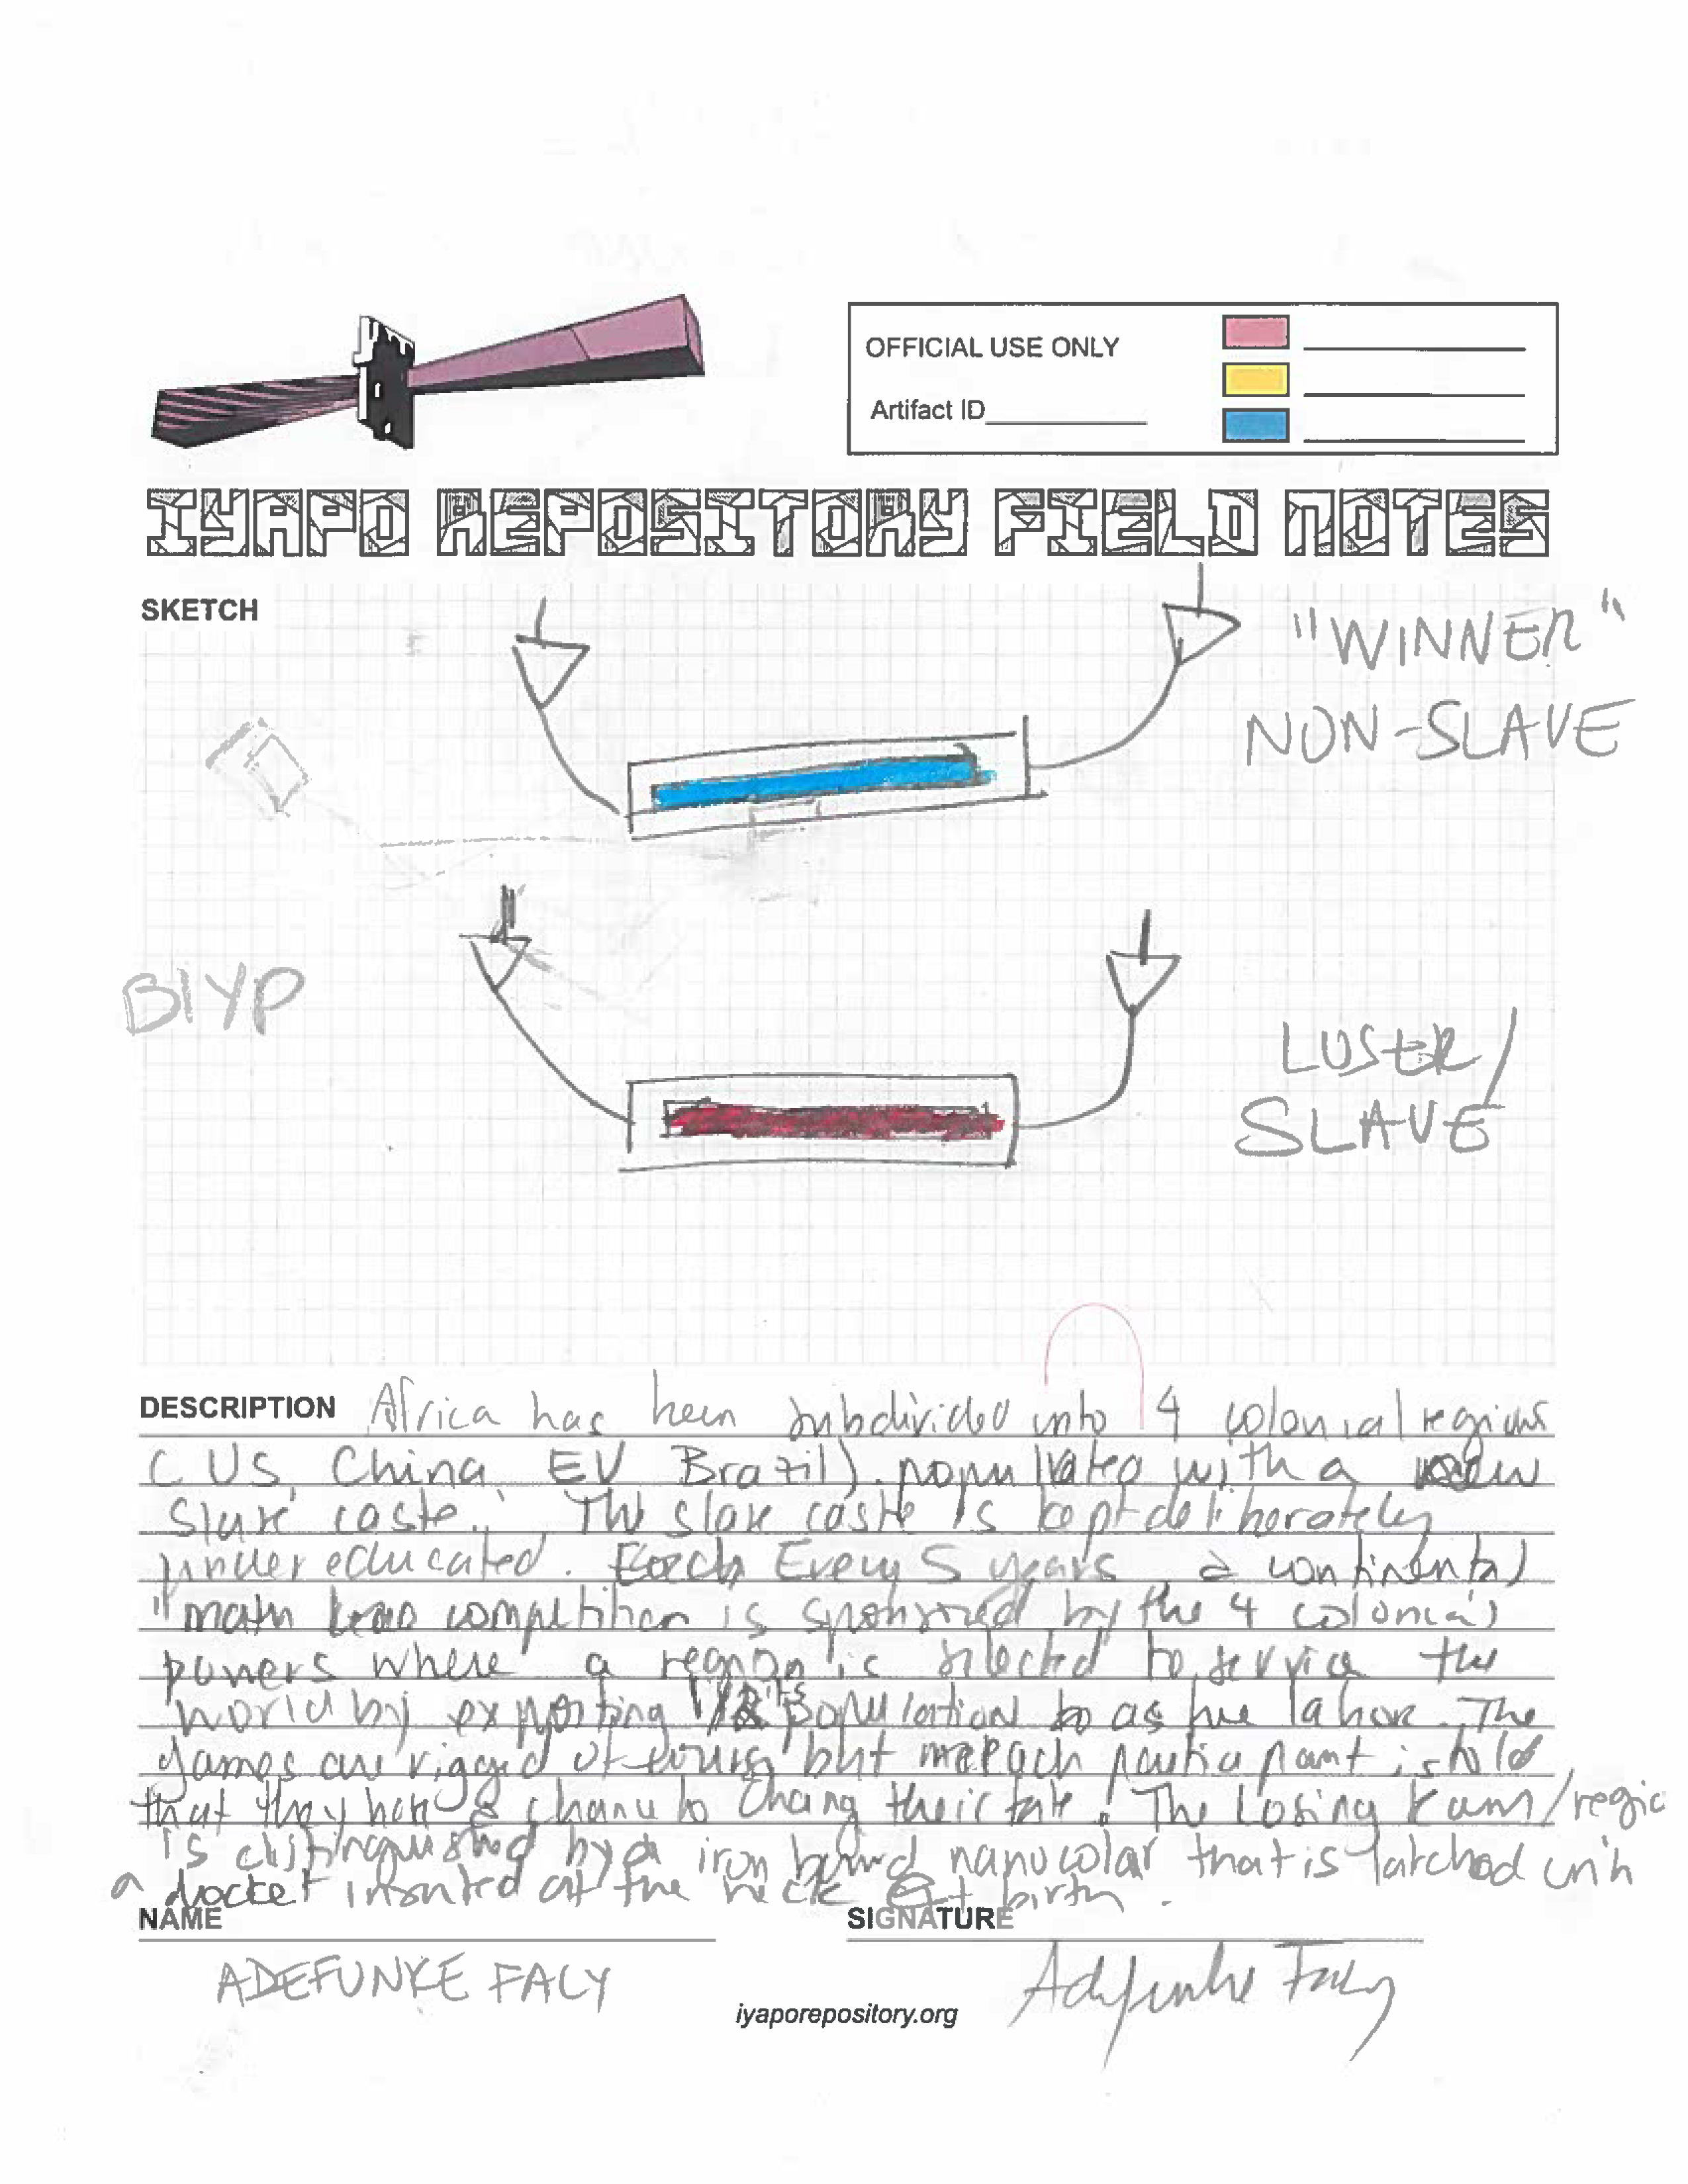 OFFICIAL USE ONLY
Artifact ID
IYAPO REPOSITORY FIELD NOTES
SKETCH
"WINNER"
NON-SLAVE
BIYP
LOSER/
SLAVE
DESCRIPTION Africa has been subdivided into 4 colonial regions
(US, China, EU Brazil). populated with a new
slave caste. The slave caste is kept deliberately
under educated. Each Every 5 years, a continental
"math competition is sponsored by the 4 colonial
powers where a region is selected to service the
world by exporting 1/2 its population to as free labor. The
games are rigged of course but each participant is told
that they have a chance to chang their fate. The Losing team/regio
is distinguished by a iron band nanocolar that is latched with
a docket inserted at the neck at birth.
NAME
SIGNATURE
ADEFUNKE FALY
Adefunke Faly
iyaporepository.org